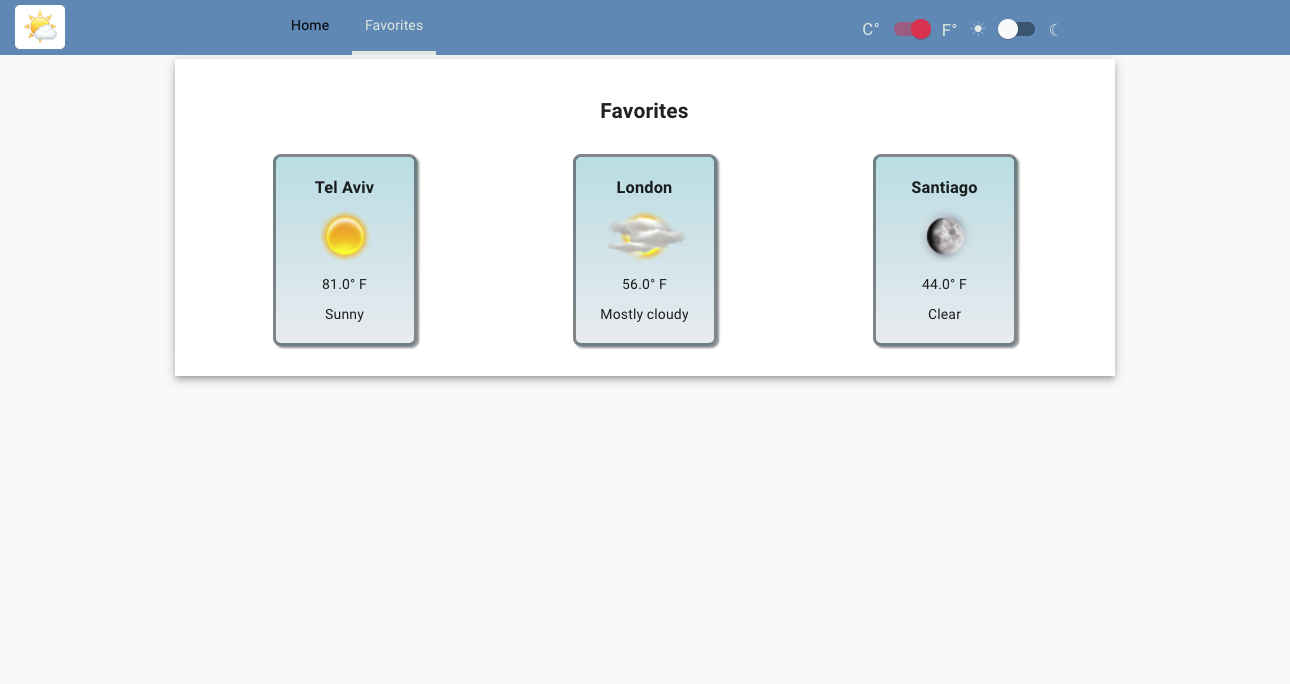 Home Favorites C° F° ☀ ☾
Favorites
Tel Aviv
81.0° F
Sunny
London
56.0° F
Mostly cloudy
Santiago
44.0° F
Clear